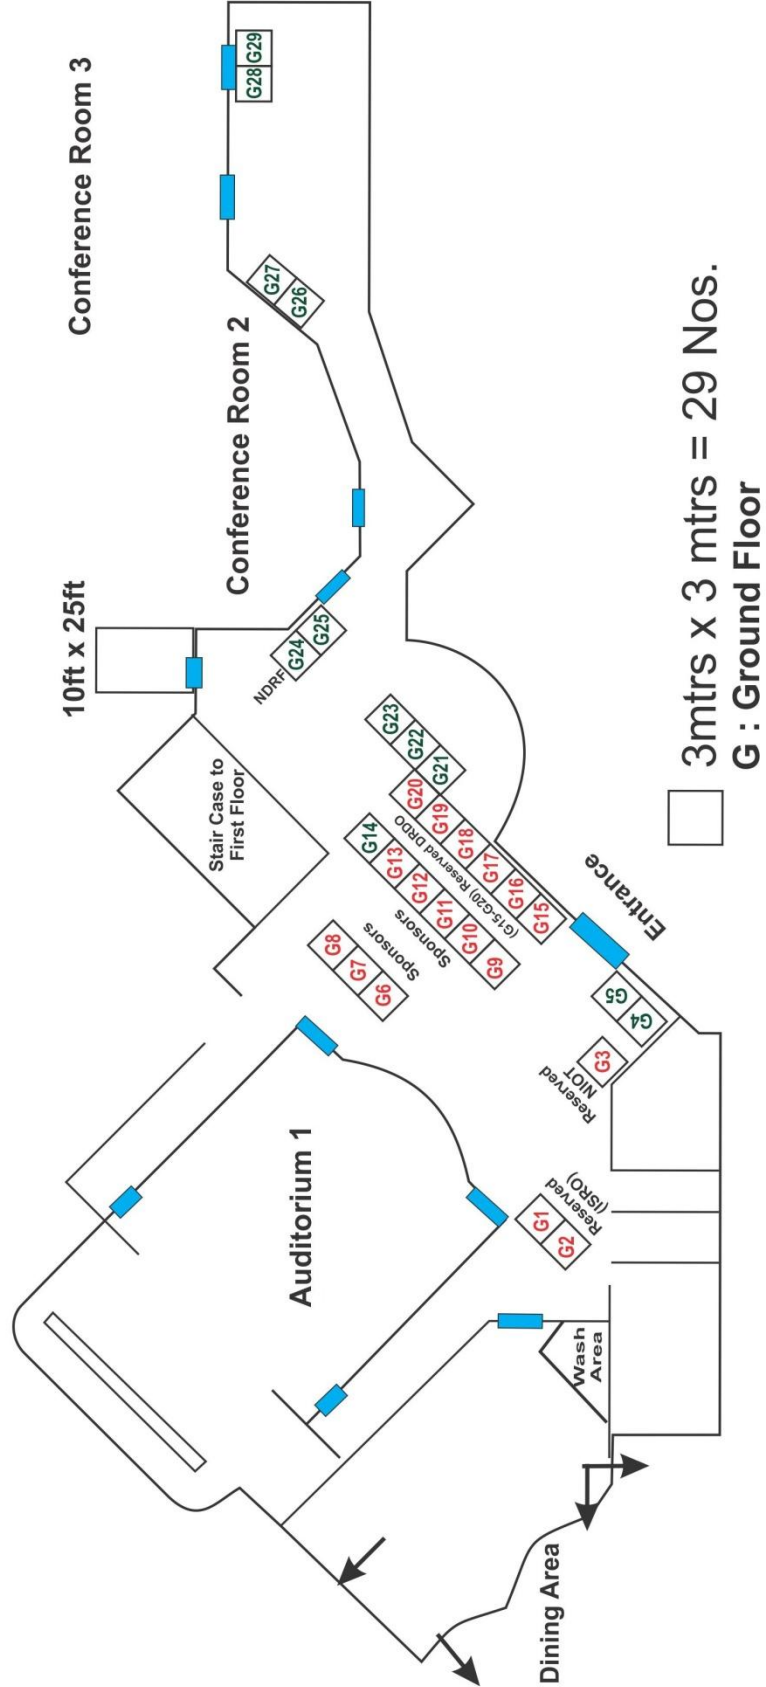 Conference Room 3
G28
G29
G27
G26
Conference Room 2
10ft x 25ft
NDRF
G24
G25
Stair Case to
First Floor
G23
G22
G21
G20
G19
G18
G17
G16
G15
(G15-G20) Reserved DRDO
G14
G13
G12
G11
G10
G9
Sponsors
G8
G7
G6
Sponsors
Entrance
G5
G4
G3
Reserved
NIOT
Auditorium 1
G1
G2
Reserved
(ISRO)
Wash
Area
Dining Area
3mtrs x 3 mtrs = 29 Nos.
G : Ground Floor